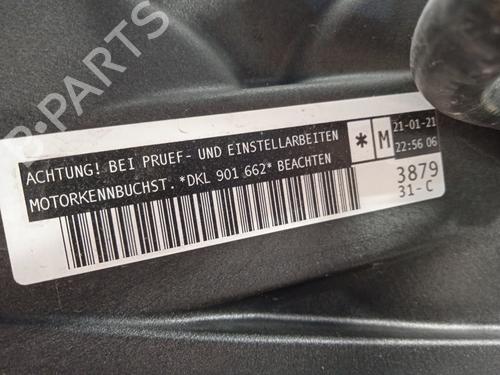 B-PARTS
ACHTUNG! BEI PRUEF- UND EINSTELLARBEITEN
MOTORKENNBUCHST. *DKL 901 662* BEACHTEN
* M
21-01-21
22:56 06
3879
31-C